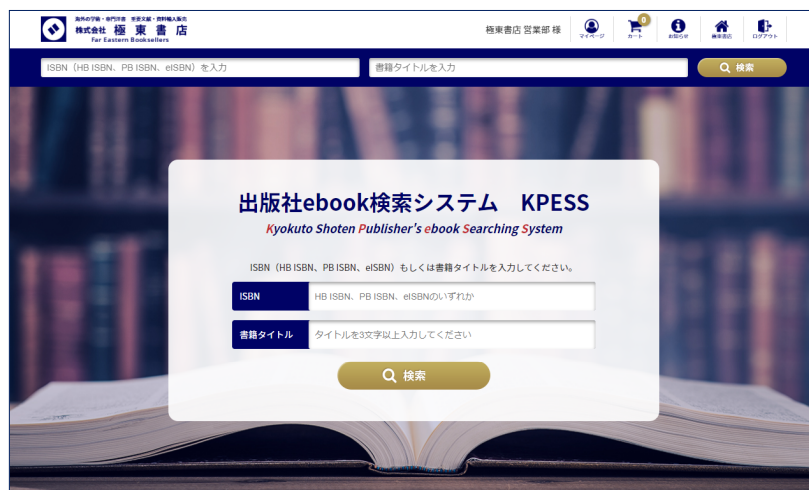 海外の学術・専門洋書 主要文献・資料輸入販売
株式会社 極東書店
Far Eastern Booksellers
極東書店 営業部 様
マイページ
0
カート
お知らせ
極東書店
ログアウト
ISBN（HB ISBN、PB ISBN、eISBN）を入力
書籍タイトルを入力
検索
出版社ebook検索システム　KPESS
Kyokuto Shoten Publisher's ebook Searching System
ISBN（HB ISBN、PB ISBN、eISBN）もしくは書籍タイトルを入力してください。
ISBN
HB ISBN、PB ISBN、eISBNのいずれか
書籍タイトル
タイトルを3文字以上入力してください
検索